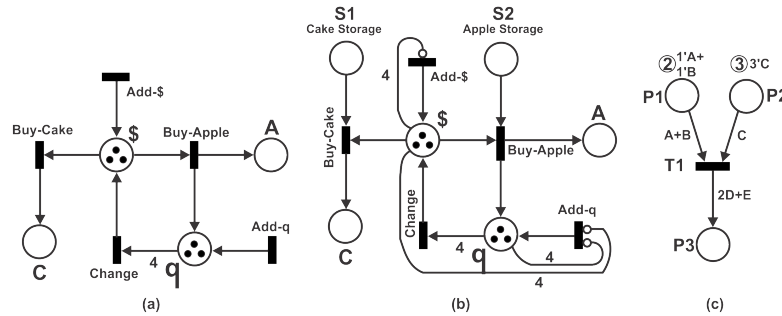 Add-$
$
Buy-Cake
Buy-Apple
A
Add-q
C
Change
4
q
(a)
S1
Cake Storage
S2
Apple Storage
4
Add-$
$
A
Buy-Cake
Buy-Apple
Change
Add-q
C
4
q
4
4
(b)
(c)
2 1'A+
1'B
3 3'C
P1
P2
A+B
C
T1
2D+E
P3